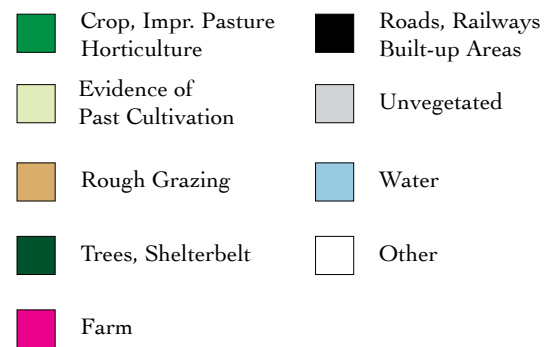 Crop, Impr. Pasture
Horticulture
Evidence of
Past Cultivation
Rough Grazing
Trees, Shelterbelt
Farm
Roads, Railways
Built-up Areas
Unvegetated
Water
Other